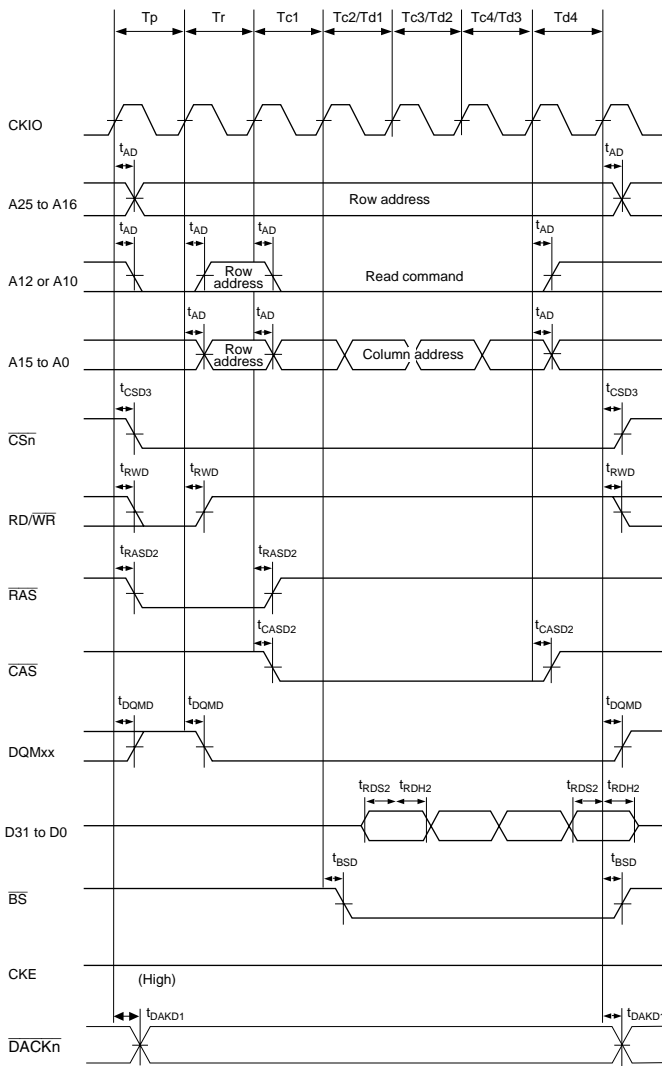 Tp Tr Tc1 Tc2/Td1 Tc3/Td2 Tc4/Td3 Td4
CKIO
tAD tAD
A25 to A16 Row address
tAD tAD tAD tAD
A12 or A10 Row address Read command
tAD tAD tAD
A15 to A0 Row address Column address
tCSD3 tCSD3
CSn
tRWD tRWD tRWD
RD/WR
tRASD2 tRASD2
RAS
tCASD2 tCASD2
CAS
tDQMD tDQMD tDQMD
DQMxx
tRDS2 tRDH2 tRDS2 tRDH2
D31 to D0
tBSD tBSD
BS
CKE
(High)
tDAKD1 tDAKD1
DACKn